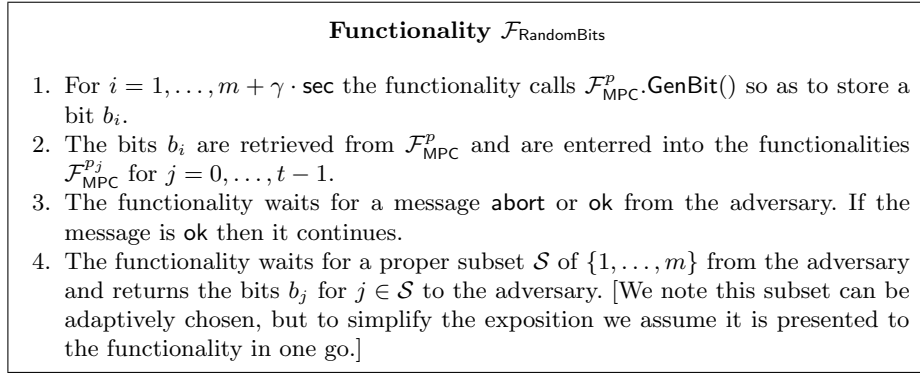 Functionality F_RandomBits
1. For i = 1, . . . , m + γ · sec the functionality calls F^p_MPC.GenBit() so as to store a
bit b_i.
2. The bits b_i are retrieved from F^p_MPC and are enterred into the functionalities
F^{p_j}_MPC for j = 0, . . . , t − 1.
3. The functionality waits for a message abort or ok from the adversary. If the
message is ok then it continues.
4. The functionality waits for a proper subset S of {1, . . . , m} from the adversary
and returns the bits b_j for j ∈ S to the adversary. [We note this subset can be
adaptively chosen, but to simplify the exposition we assume it is presented to
the functionality in one go.]